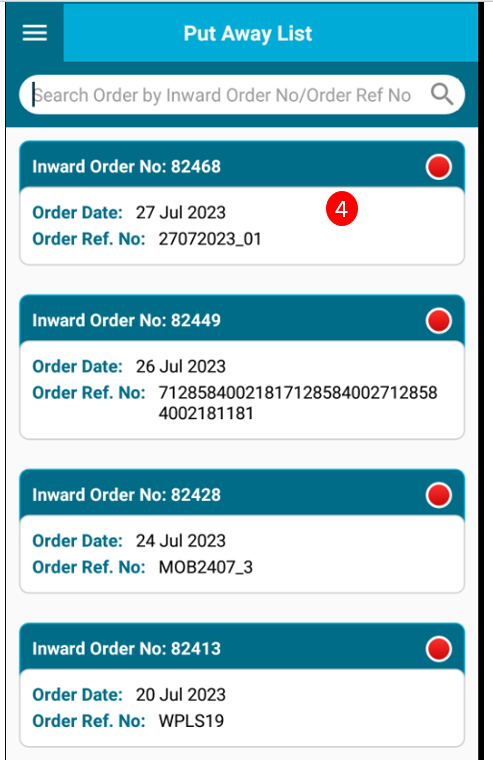 Put Away List
Search Order by Inward Order No/Order Ref No
Inward Order No: 82468
Order Date: 27 Jul 2023
4
Order Ref. No: 27072023_01
Inward Order No: 82449
Order Date: 26 Jul 2023
Order Ref. No: 7128584002181712858400271285​8
4002181181
Inward Order No: 82428
Order Date: 24 Jul 2023
Order Ref. No: MOB2407_3
Inward Order No: 82413
Order Date: 20 Jul 2023
Order Ref. No: WPLS19